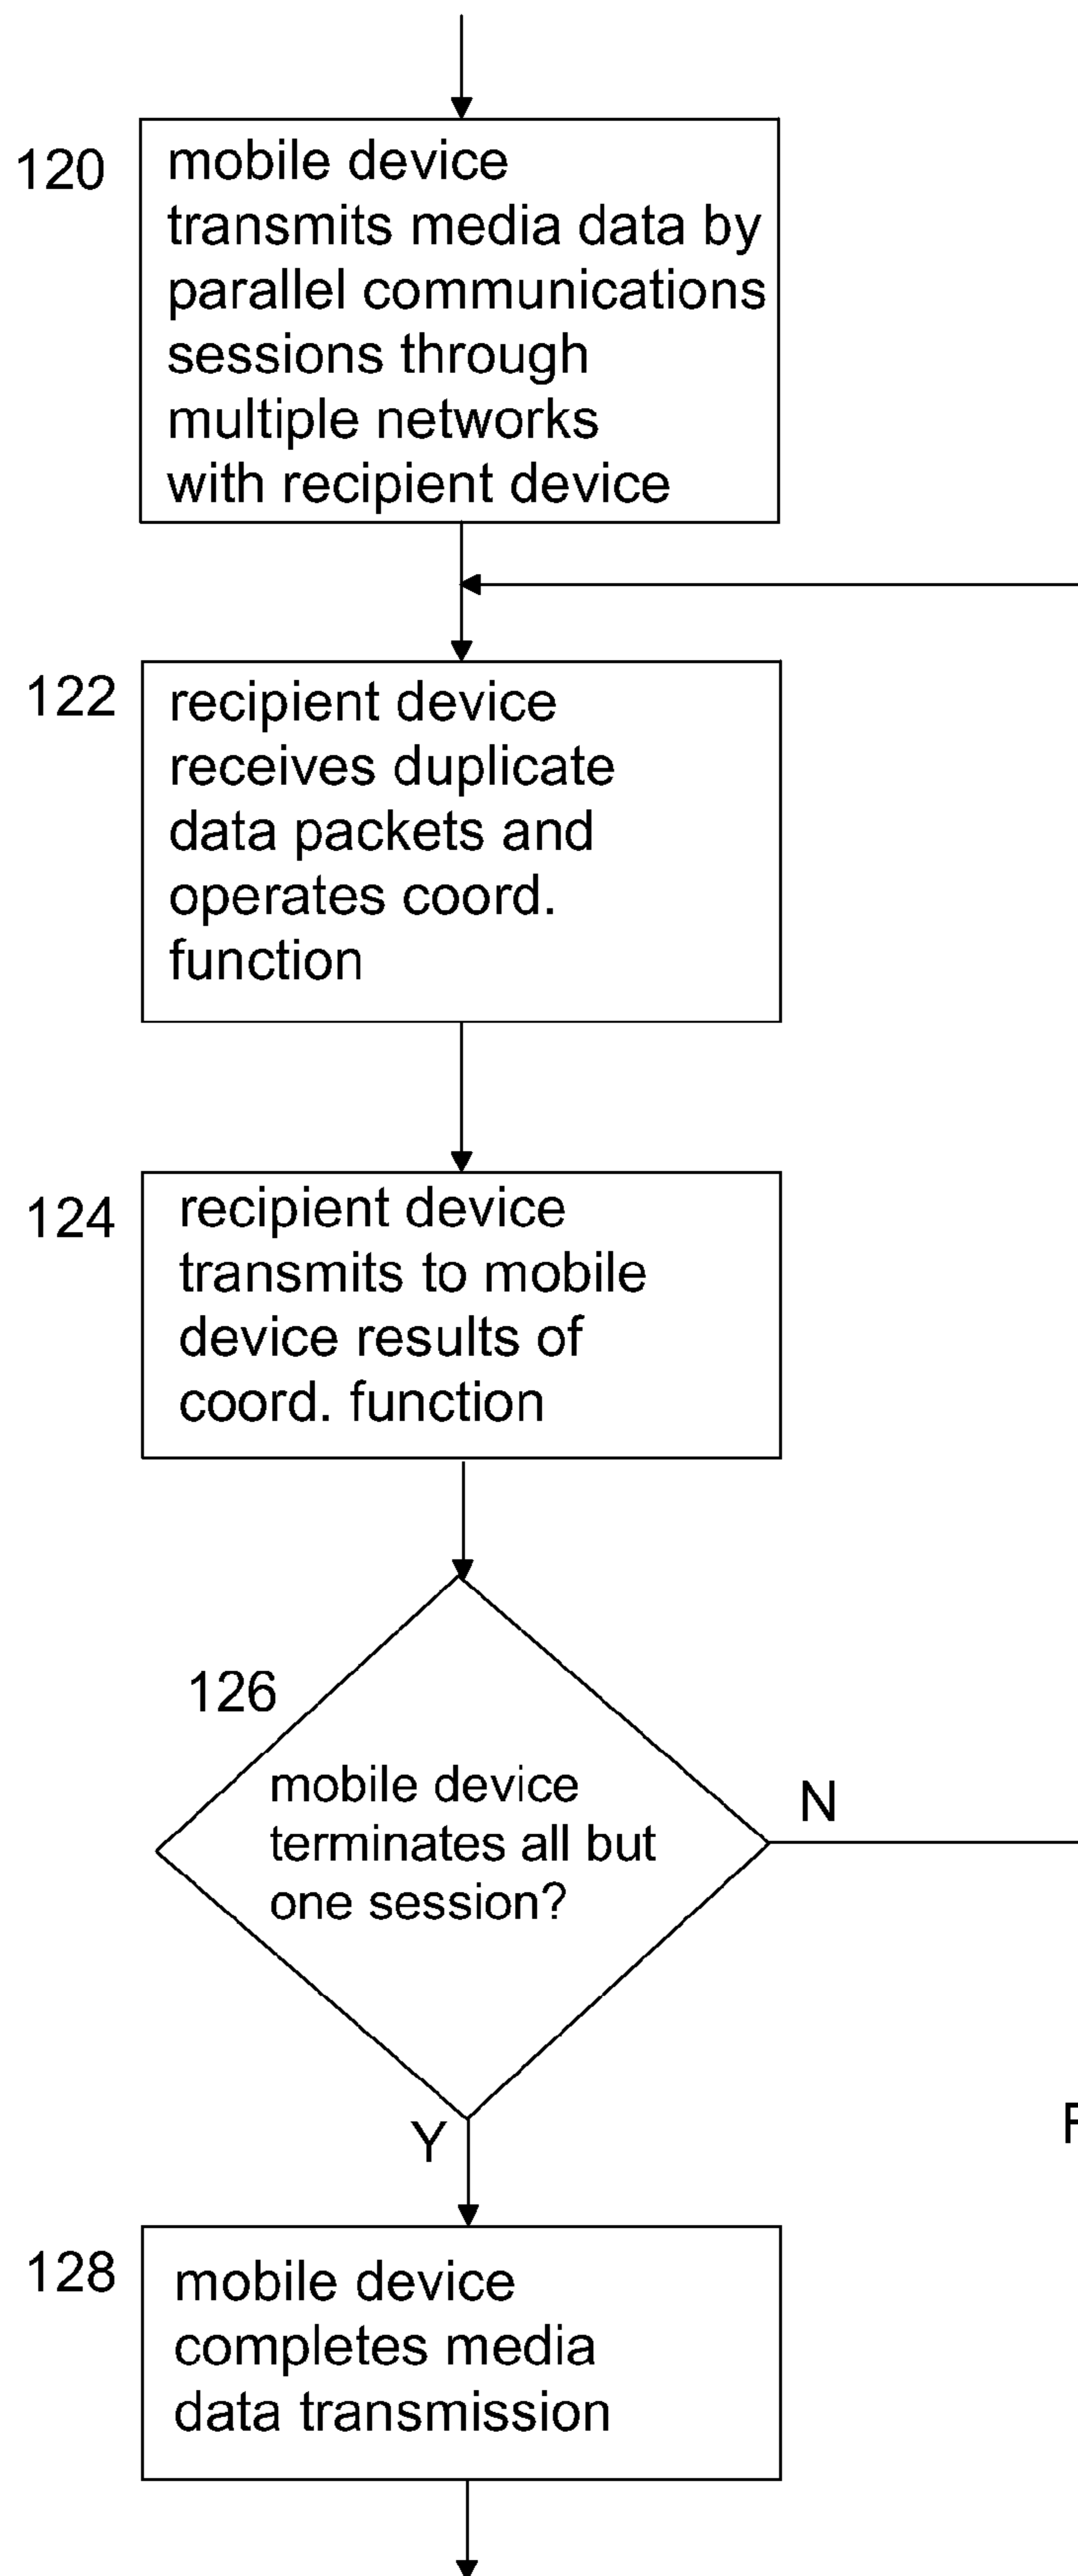 120
mobile device
transmits media data by
parallel communications
sessions through
multiple networks
with recipient device
122
recipient device
receives duplicate
data packets and
operates coord.
function
124
recipient device
transmits to mobile
device results of
coord. function
126
mobile device
terminates all but
one session?
N
Y
128
mobile device
completes media
data transmission